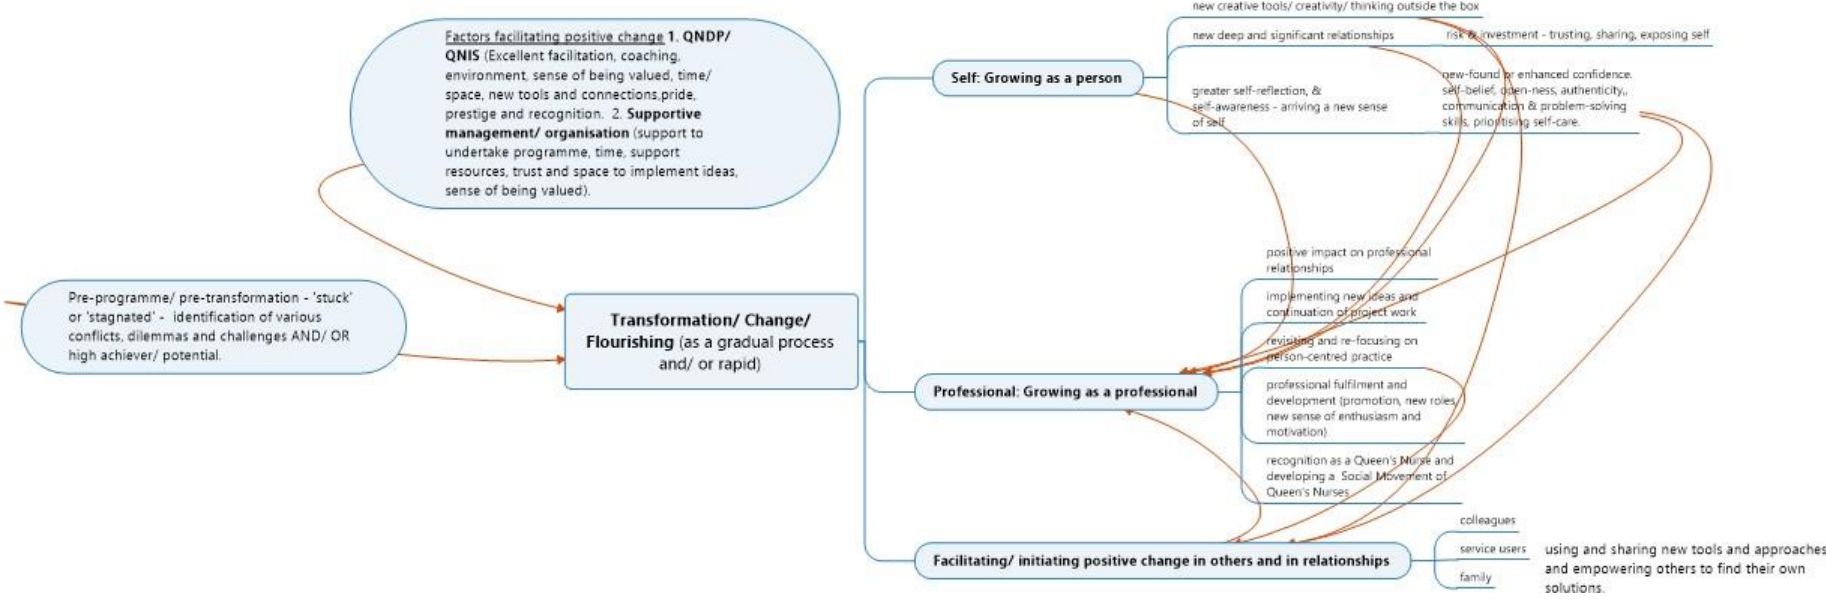 Factors facilitating positive change 1. QNDP/
QNIS (Excellent facilitation, coaching,
environment, sense of being valued, time/
space, new tools and connections,pride,
prestige and recognition.  2. Supportive
management/ organisation (support to
undertake programme, time, support
resources, trust and space to implement ideas,
sense of being valued).
Pre-programme/ pre-transformation - 'stuck'
or 'stagnated' -  identification of various
conflicts, dilemmas and challenges AND/ OR
high achiever/ potential.
Transformation/ Change/
Flourishing (as a gradual process
and/ or rapid)
Self: Growing as a person
new creative tools/ creativity/ thinking outside the box
new deep and significant relationships
risk & investment - trusting, sharing, exposing self
greater self-reflection, &
self-awareness - arriving a new sense
of self
new-found or enhanced confidence.
self-belief, open-ness, authenticity,,
communication & problem-solving
skills, prioritising self-care.
Professional: Growing as a professional
positive impact on professional
relationships
implementing new ideas and
continuation of project work
revisiting and re-focusing on
person-centred practice
professional fulfilment and
development (promotion, new roles,
new sense of enthusiasm and
motivation)
recognition as a Queen's Nurse and
developing a  Social Movement of
Queen's Nurses
Facilitating/ initiating positive change in others and in relationships
colleagues
service users
family
using and sharing new tools and approaches
and empowering others to find their own
solutions.